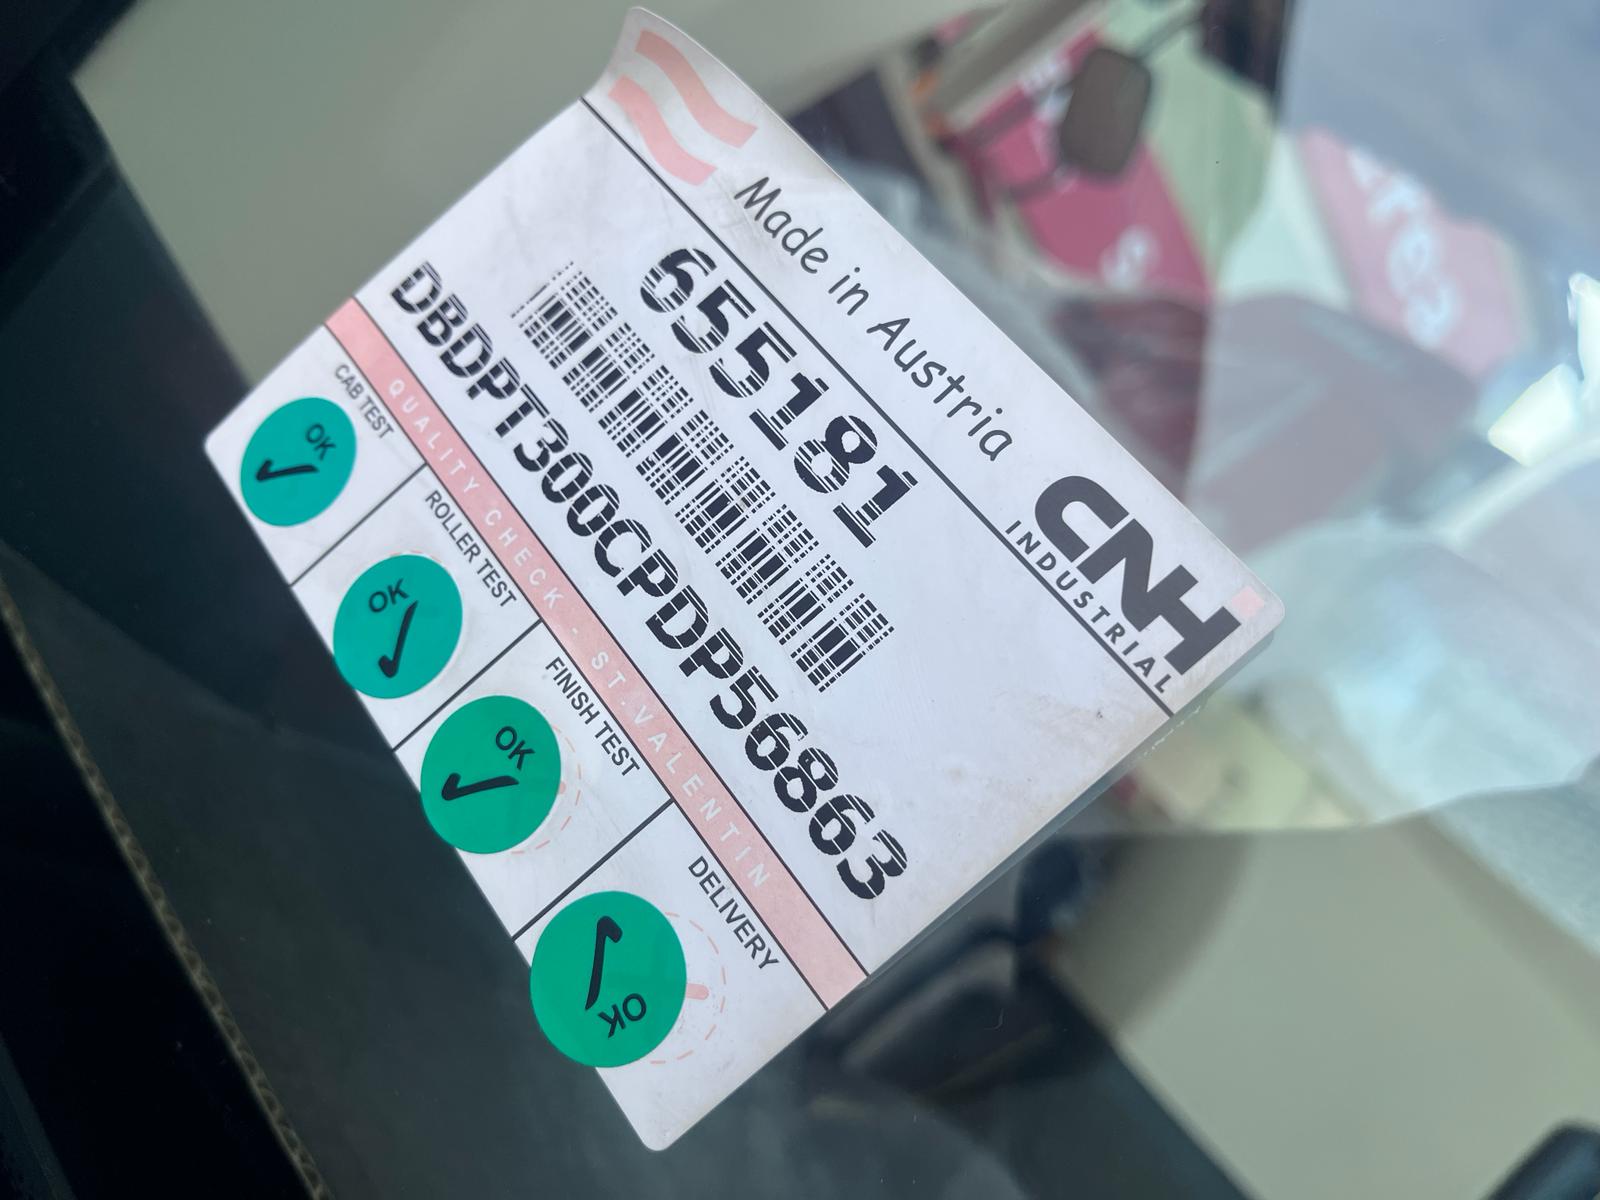 Made in Austria
CNH
INDUSTRIAL
655181
DBDPT300CPDP56863
QUALITY CHECK - ST.VALENTIN
CAB TEST
OK
ROLLER TEST
OK
FINISH TEST
OK
DELIVERY
OK